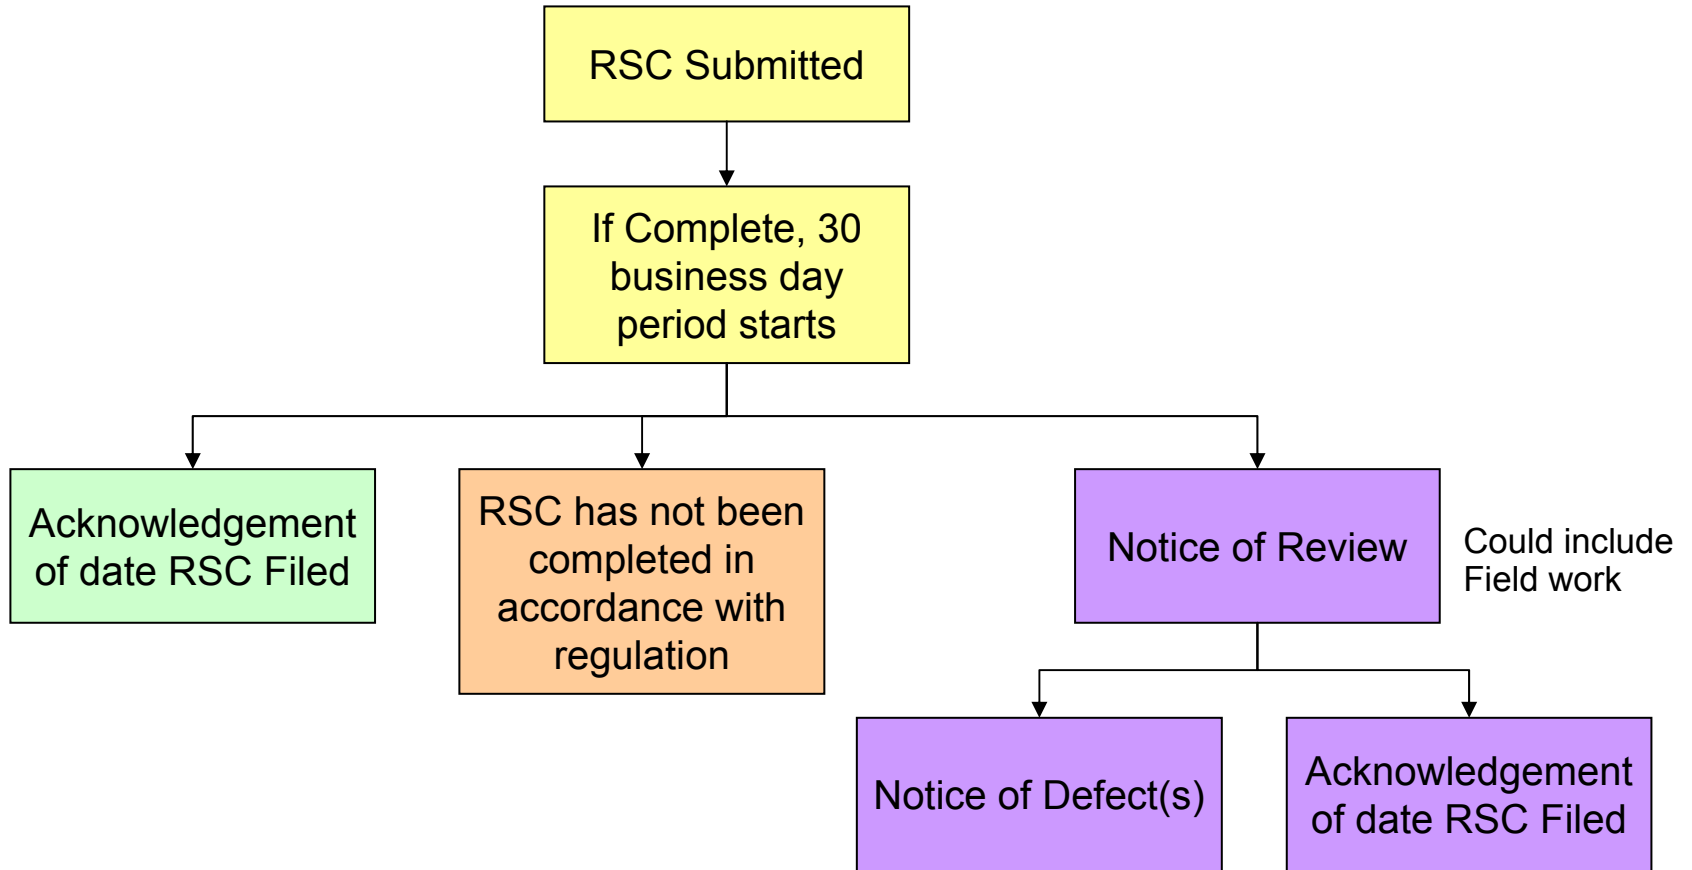 RSC Submitted
If Complete, 30
business day
period starts
Acknowledgement
of date RSC Filed
RSC has not been
completed in
accordance with
regulation
Notice of Review
Could include
Field work
Notice of Defect(s)
Acknowledgement
of date RSC Filed